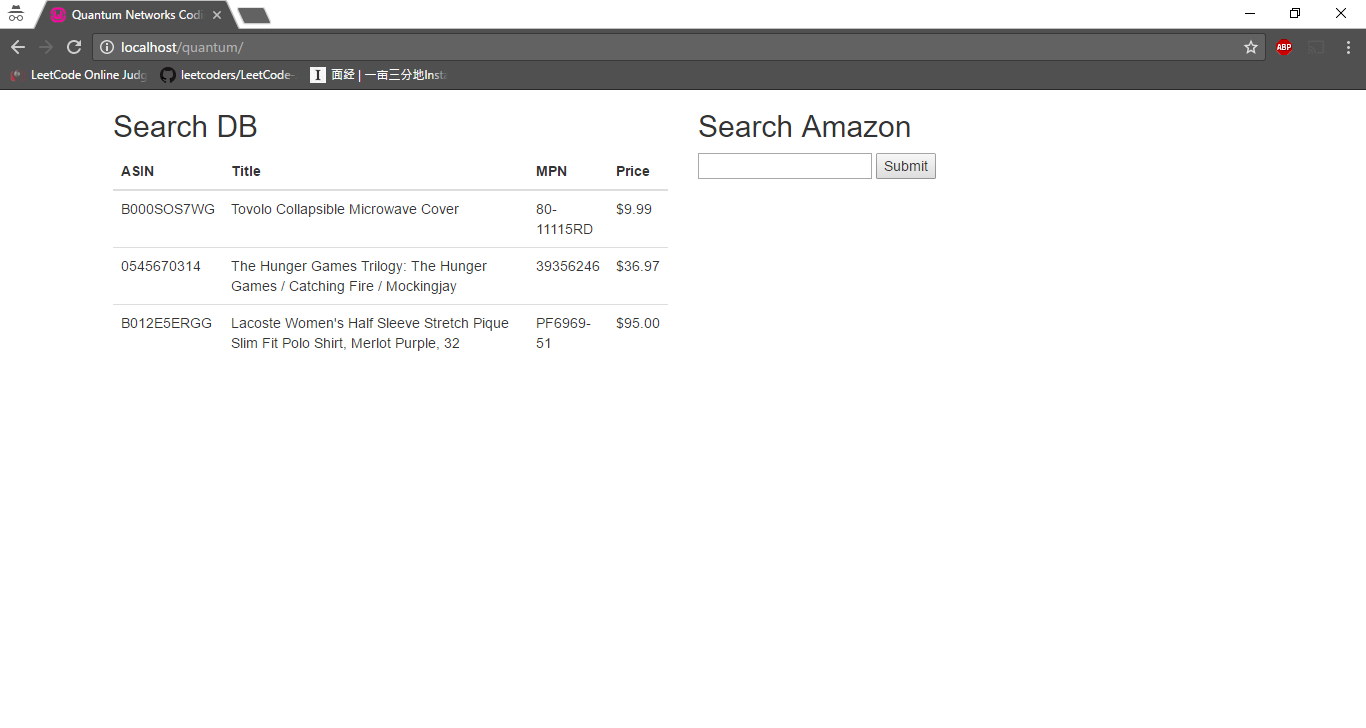 Quantum Networks Codi
localhost/quantum/
ABP
LeetCode Online Judg
leetcoders/LeetCode-
I 面经 | 一亩三分地Insta
Search DB
ASIN Title MPN Price
B000SOS7WG Tovolo Collapsible Microwave Cover 80-
11115RD $9.99
0545670314 The Hunger Games Trilogy: The Hunger
Games / Catching Fire / Mockingjay 39356246 $36.97
B012E5ERGG Lacoste Women's Half Sleeve Stretch Pique
Slim Fit Polo Shirt, Merlot Purple, 32 PF6969-
51 $95.00
Search Amazon
Submit